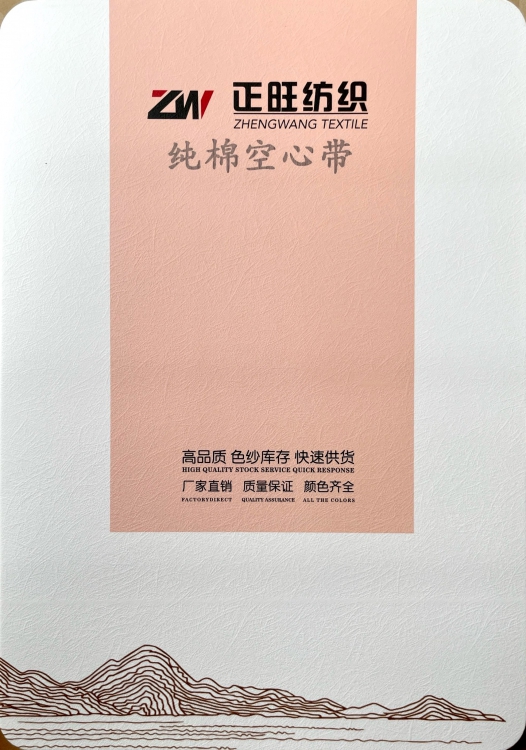 ZW 正旺纺织
ZHENGWANG TEXTILE
纯棉空心带
高品质 色纱库存 快速供货
HIGH QUALITY STOCK SERVICE QUICK RESPONSE
厂家直销 质量保证 颜色齐全
FACTORYDIRECT QUALITY ASSURANCE ALL THE COLORS